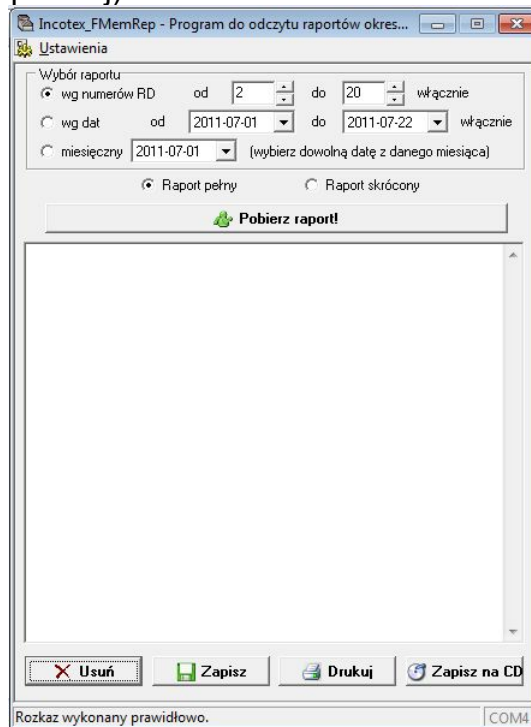 Incotex_FMemRep - Program do odczytu raportów okres...
Ustawienia
Wybór raportu
wg numerów RD od 2 do 20 włącznie
wg dat od 2011-07-01 do 2011-07-22 włącznie
miesięczny 2011-07-01 (wybierz dowolną datę z danego miesiąca)
Raport pełny Raport skrócony
Pobierz raport!
Usuń Zapisz Drukuj Zapisz na CD
Rozkaz wykonany prawidłowo. COM4